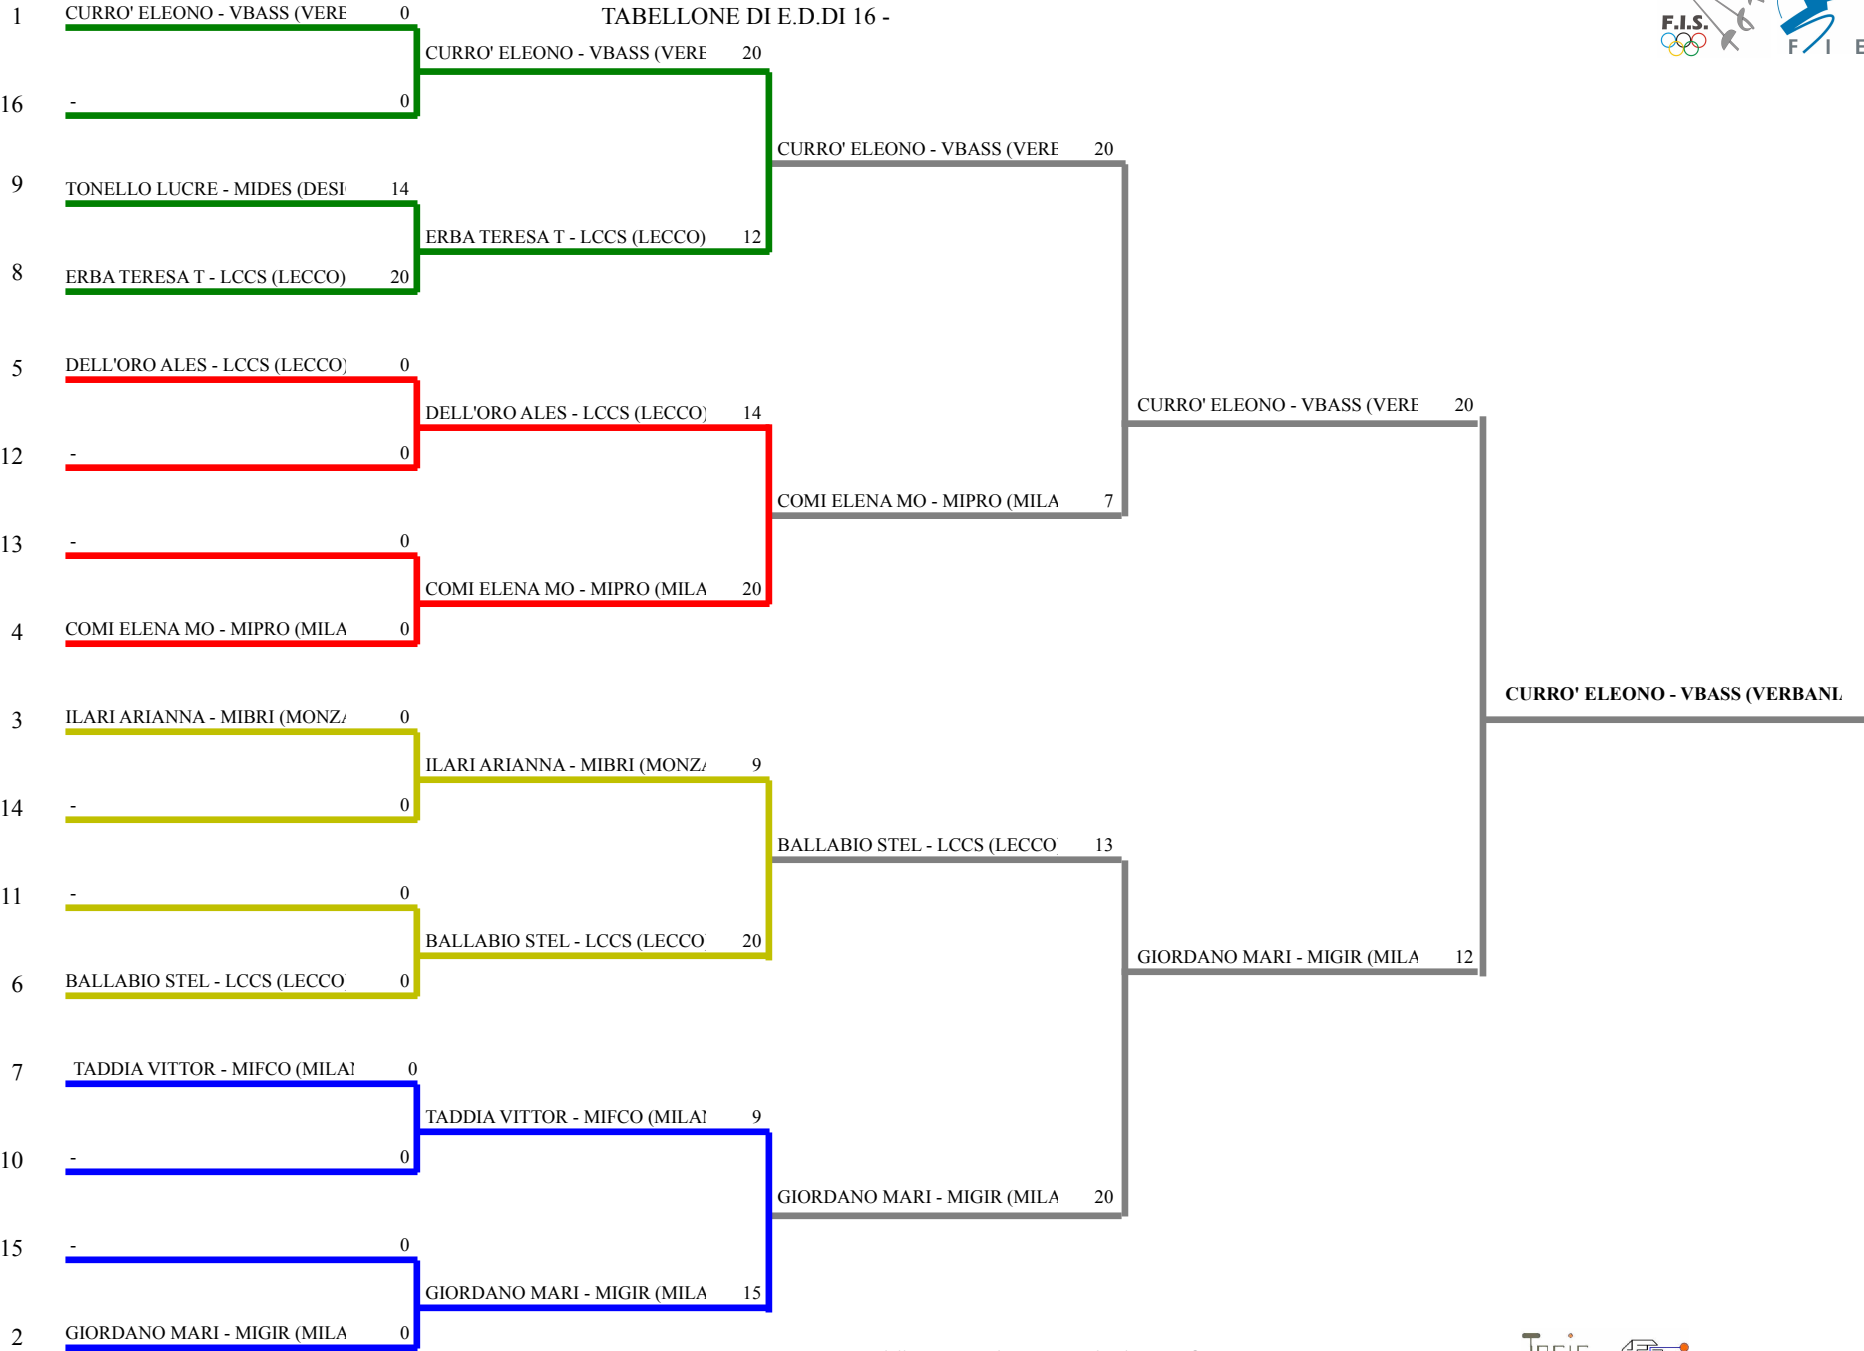 TABELLONE DI E.D.DI 16 -
F.I.S.
F I E
1 CURRO' ELEONO - VBASS (VERE 0
CURRO' ELEONO - VBASS (VERE 20
16 - 0
CURRO' ELEONO - VBASS (VERE 20
9 TONELLO LUCRE - MIDES (DESI 14
ERBA TERESA T - LCCS (LECCO) 12
8 ERBA TERESA T - LCCS (LECCO) 20
5 DELL'ORO ALES - LCCS (LECCO) 0
CURRO' ELEONO - VBASS (VERE 20
DELL'ORO ALES - LCCS (LECCO) 14
12 - 0
COMI ELENA MO - MIPRO (MILA 7
13 - 0
COMI ELENA MO - MIPRO (MILA 20
4 COMI ELENA MO - MIPRO (MILA 0
CURRO' ELEONO - VBASS (VERBANI
3 ILARI ARIANNA - MIBRI (MONZA 0
ILARI ARIANNA - MIBRI (MONZA 9
14 - 0
BALLABIO STEL - LCCS (LECCO 13
11 - 0
BALLABIO STEL - LCCS (LECCO 20
GIORDANO MARI - MIGIR (MILA 12
6 BALLABIO STEL - LCCS (LECCO 0
7 TADDIA VITTOR - MIFCO (MILAN 0
TADDIA VITTOR - MIFCO (MILAN 9
10 - 0
GIORDANO MARI - MIGIR (MILA 20
15 - 0
GIORDANO MARI - MIGIR (MILA 15
2 GIORDANO MARI - MIGIR (MILA 0